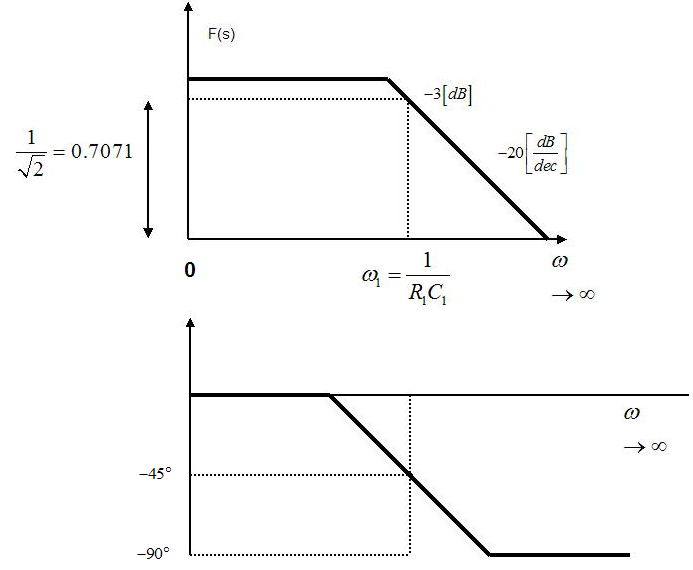 F(s)
−3[dB]
1/√2 = 0.7071
−20[dB/dec]
0
ω₁ = 1/R₁C₁
ω
→ ∞
ω
→ ∞
−45°
−90°